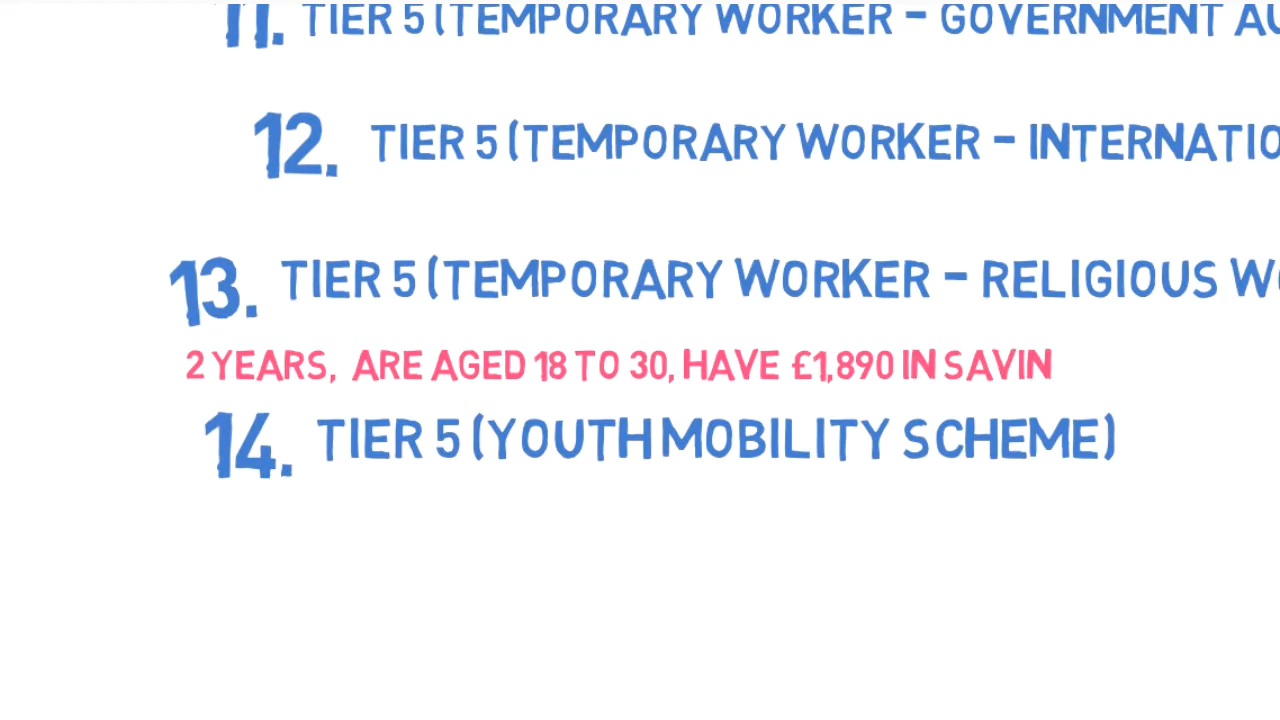 11. TIER 5 (TEMPORARY WORKER - GOVERNMENT
12. TIER 5 (TEMPORARY WORKER -
13. TIER 5 (TEMPORARY WORKER - RELIGIOUS
2 YEARS, ARE AGED 18 TO 30, HAVE £1,890 IN SAVIN
14. TIER 5 (YOUTH MOBILITY SCHEME)